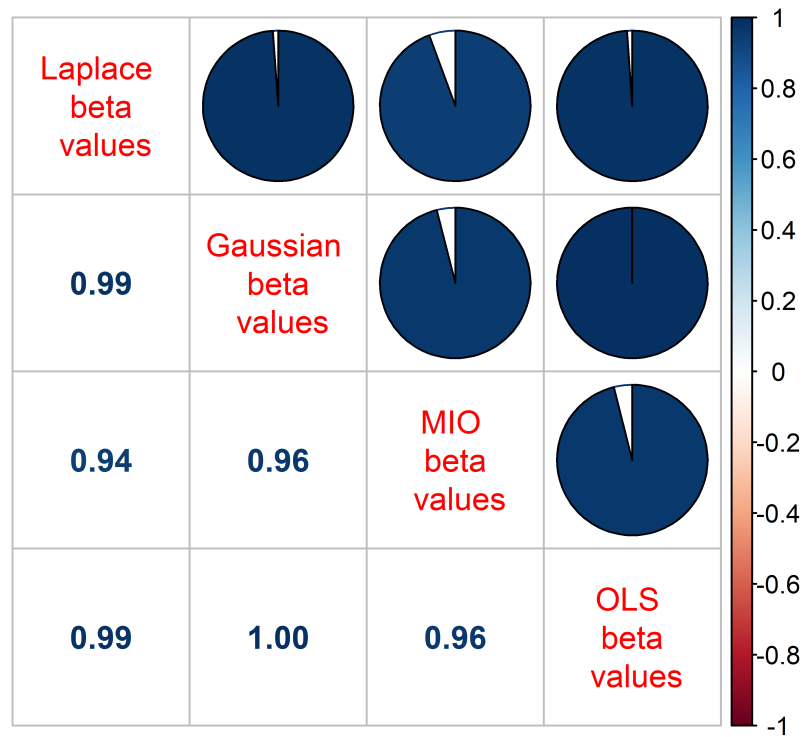 Laplace
beta
values
0.99
Gaussian
beta
values
0.94
0.96
MIO
beta
values
0.99
1.00
0.96
OLS
beta
values
1
0.8
0.6
0.4
0.2
0
-0.2
-0.4
-0.6
-0.8
-1